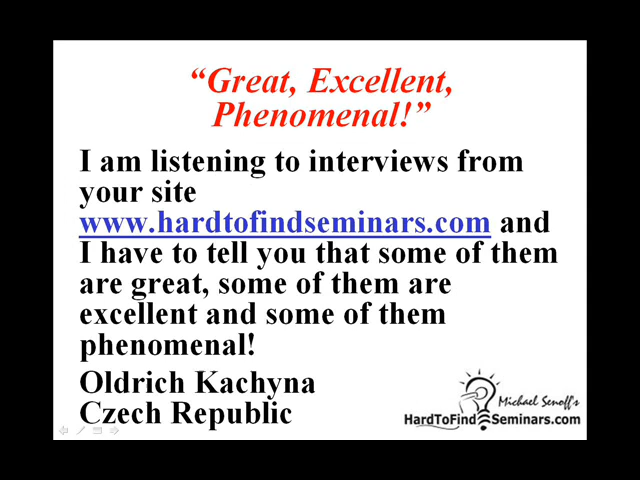 “Great, Excellent,
Phenomenal!”
I am listening to interviews from
your site
www.hardtofindseminars.com and
I have to tell you that some of them
are great, some of them are
excellent and some of them
phenomenal!
Oldrich Kachyna
Czech Republic
Michael Senoff's
HardToFindSeminars.com